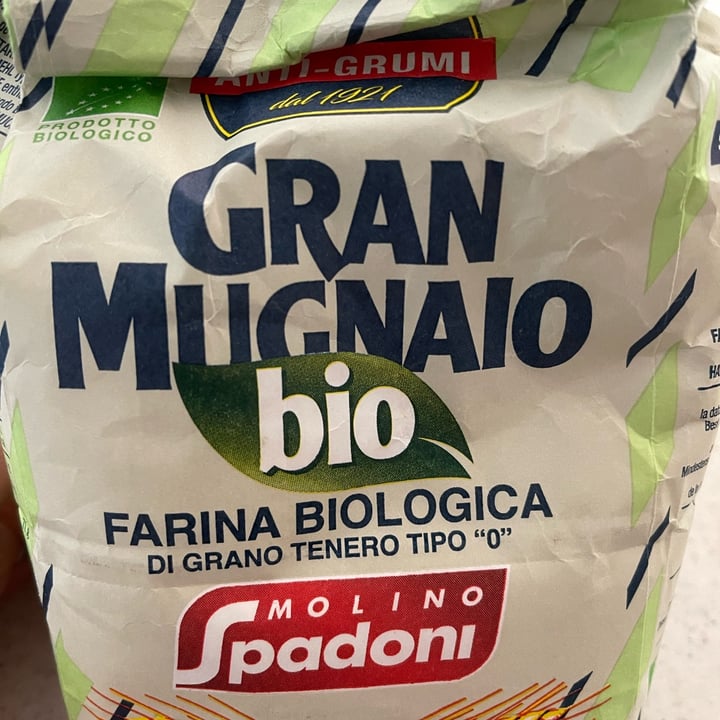 ANTI-GRUMI
dal 1921
PRODOTTO
BIOLOGICO
GRAN
MUGNAIO
bio
FARINA BIOLOGICA
DI GRANO TENERO TIPO "0"
MOLINO
Spadoni